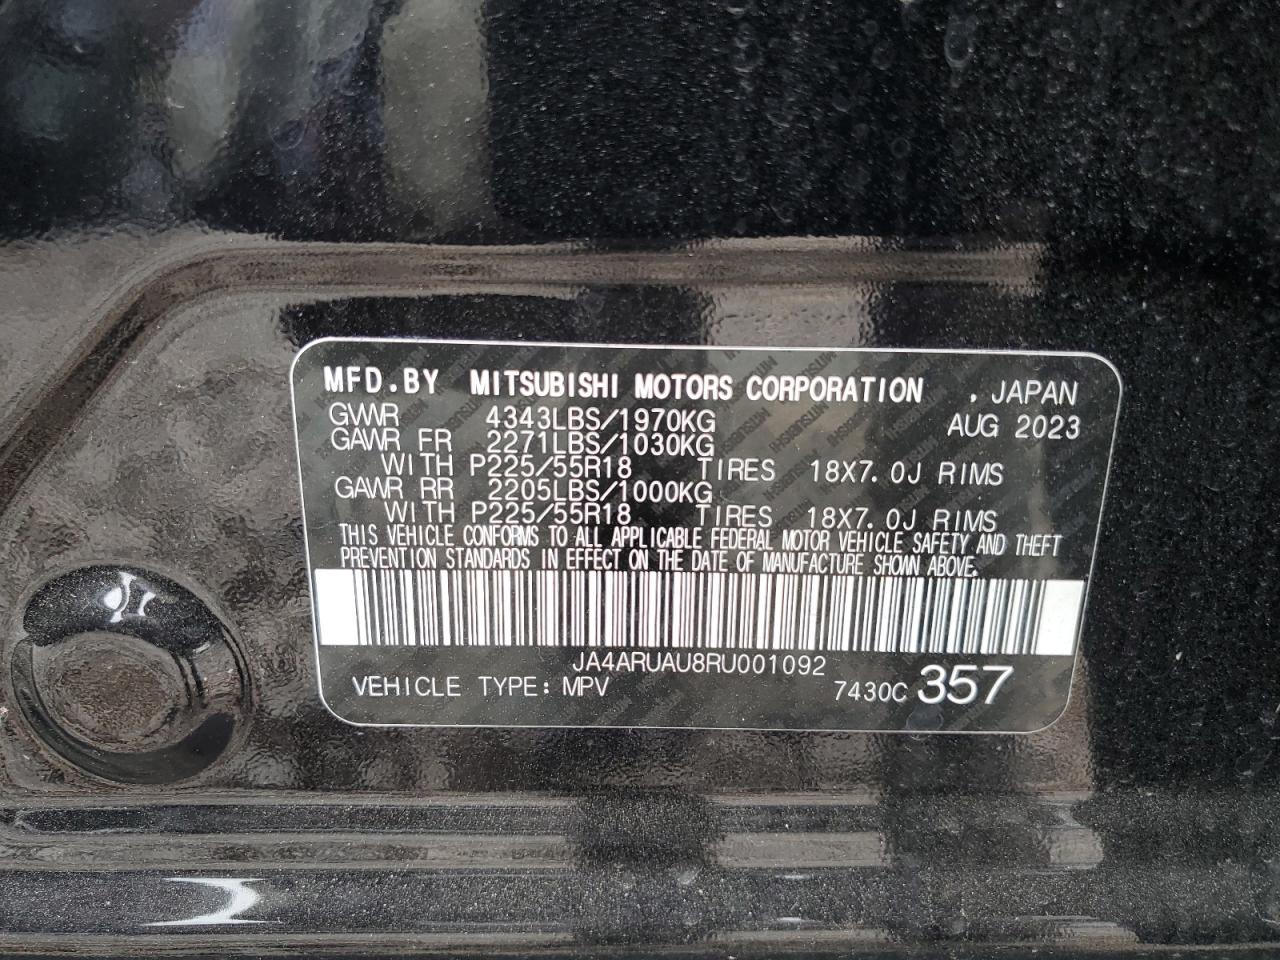 MFD.BY MITSUBISHI MOTORS CORPORATION , JAPAN
GVWR 4343LBS/1970KG AUG 2023
GAWR FR 2271LBS/1030KG
WITH P225/55R18 TIRES 18X7.0J RIMS
GAWR RR 2205LBS/1000KG
WITH P225/55R18 TIRES 18X7.0J RIMS
THIS VEHICLE CONFORMS TO ALL APPLICABLE FEDERAL MOTOR VEHICLE SAFETY AND THEFT
PREVENTION STANDARDS IN EFFECT ON THE DATE OF MANUFACTURE SHOWN ABOVE.
JA4ARUAU8RU001092
VEHICLE TYPE: MPV 7430C 357